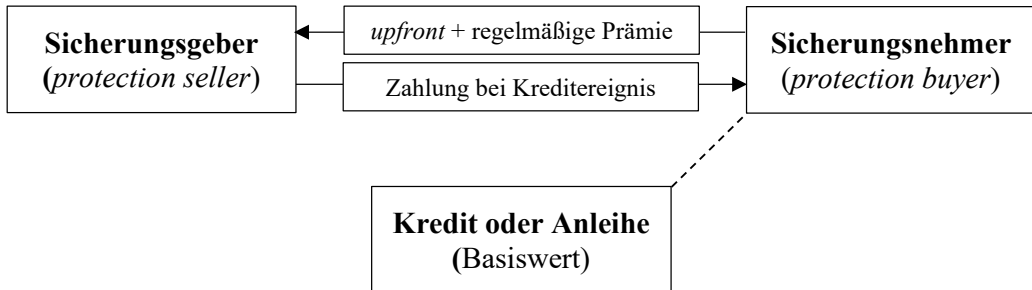 Sicherungsgeber
(protection seller)
upfront + regelmäßige Prämie
Zahlung bei Kreditereignis
Sicherungsnehmer
(protection buyer)
Kredit oder Anleihe
(Basiswert)